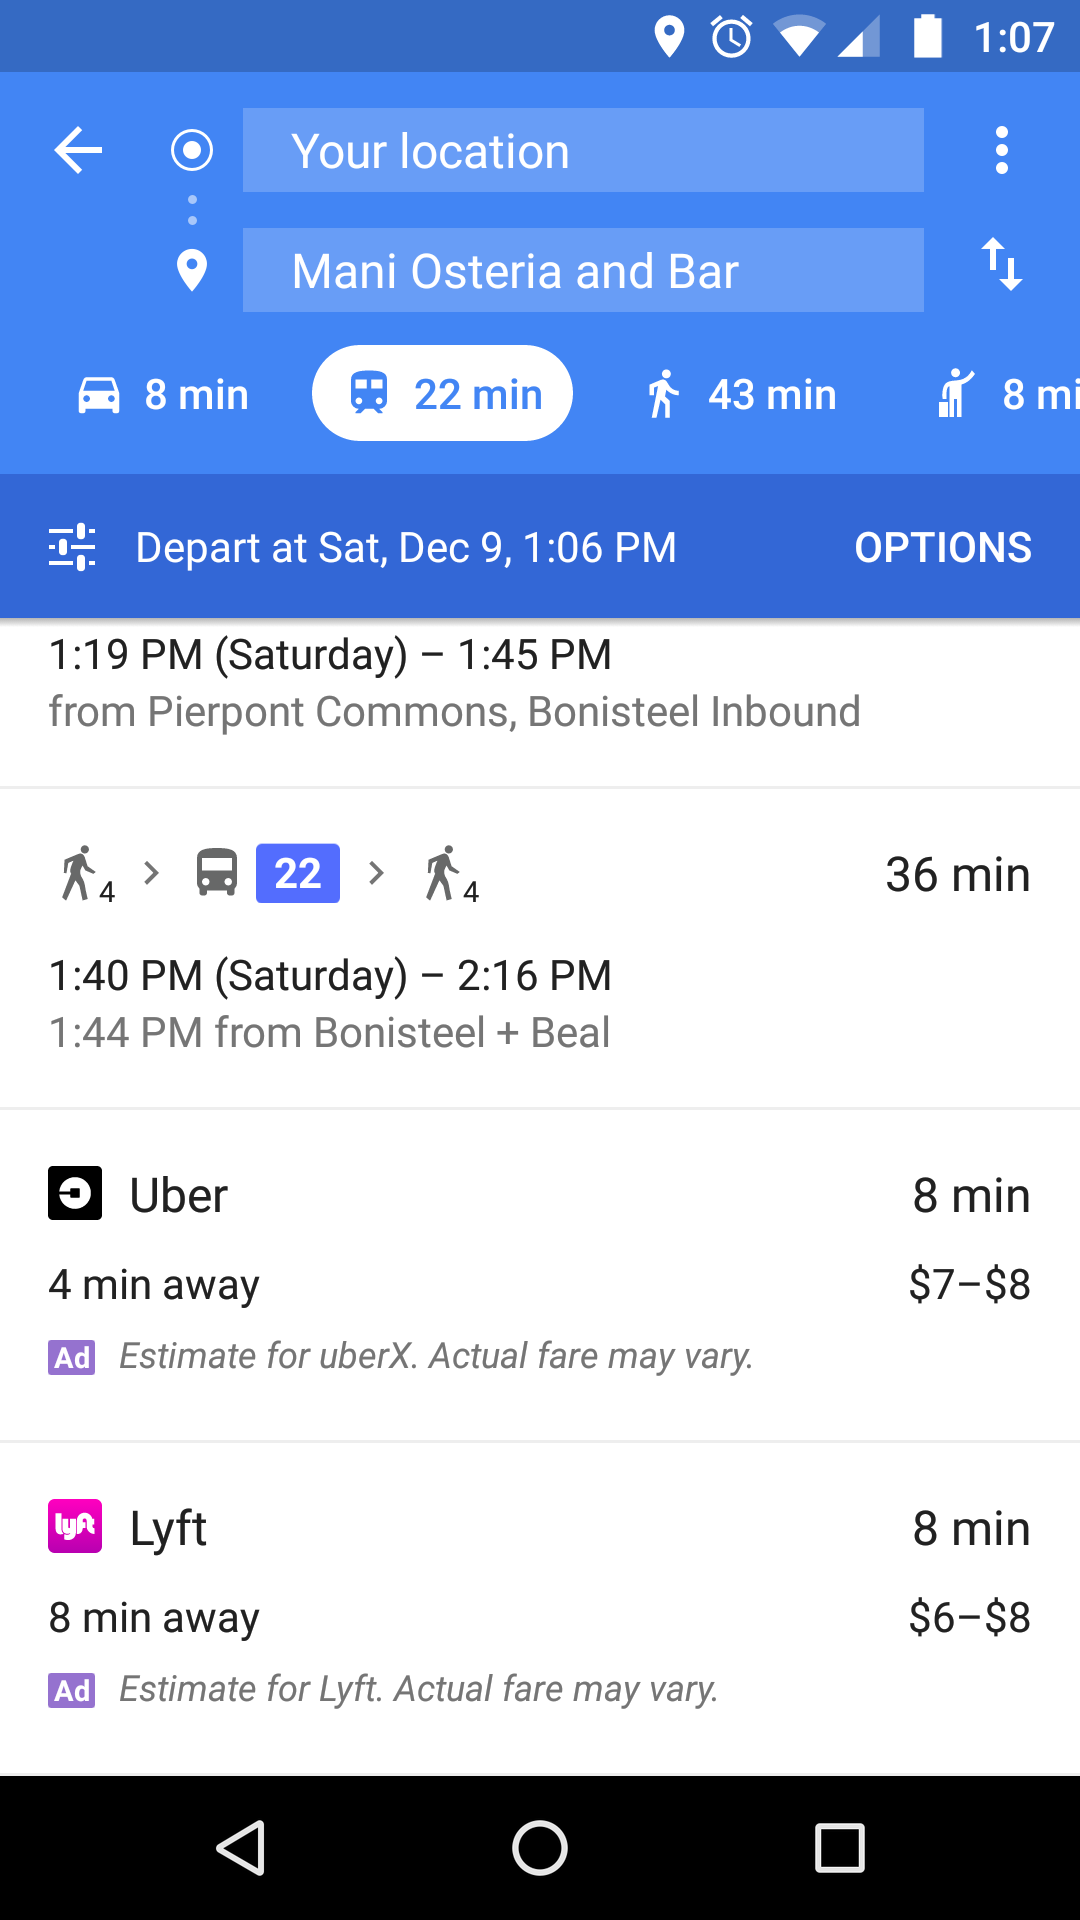 1:07
Your location
Mani Osteria and Bar
8 min 22 min 43 min 8 mi
Depart at Sat, Dec 9, 1:06 PM OPTIONS
1:19 PM (Saturday) – 1:45 PM
from Pierpont Commons, Bonisteel Inbound
4 22 4 36 min
1:40 PM (Saturday) – 2:16 PM
1:44 PM from Bonisteel + Beal
Uber 8 min
4 min away $7–$8
Ad Estimate for uberX. Actual fare may vary.
lyft Lyft 8 min
8 min away $6–$8
Ad Estimate for Lyft. Actual fare may vary.